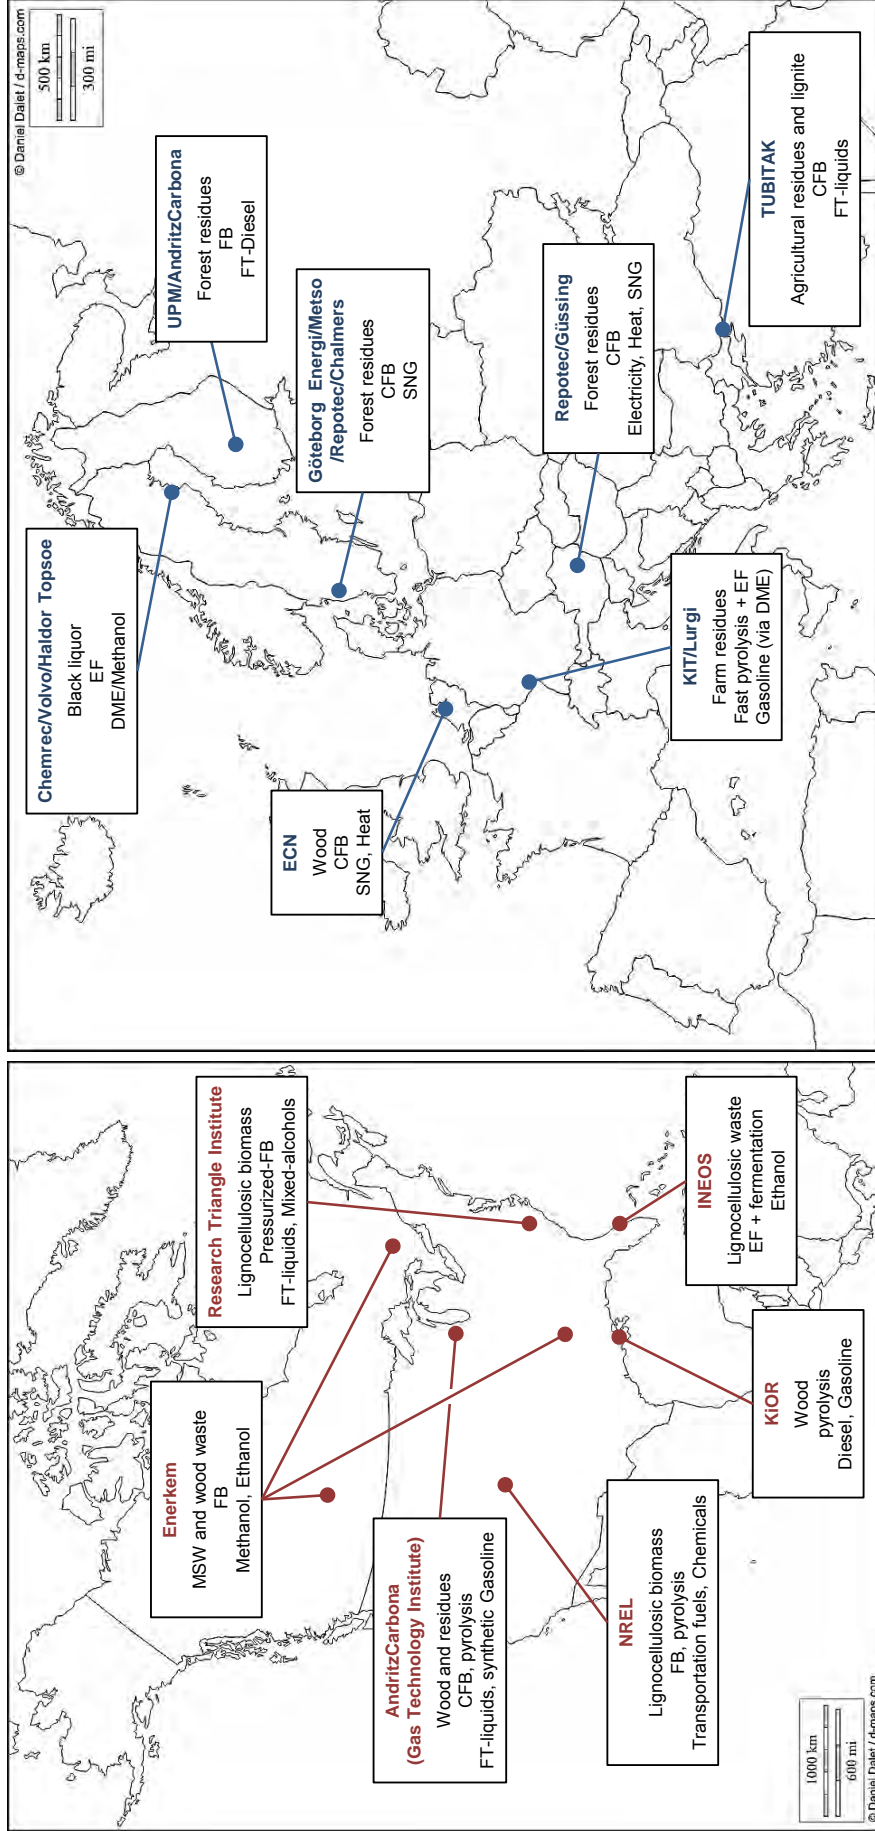 Enerkem
MSW and wood waste
FB
Methanol, Ethanol
Research Triangle Institute
Lignocellulosic biomass
Pressurized-FB
FT-liquids, Mixed-alcohols
AndritzCarbona
(Gas Technology Institute)
Wood and residues
CFB, pyrolysis
FT-liquids, synthetic Gasoline
NREL
Lignocellulosic biomass
FB, pyrolysis
Transportation fuels, Chemicals
KiOR
Wood
pyrolysis
Diesel, Gasoline
INEOS
Lignocellulosic waste
EF + fermentation
Ethanol
1000 km
600 mi
© Daniel Dalet / d-maps.com
© Daniel Dalet / d-maps.com
500 km
300 mi
Chemrec/Volvo/Haldor Topsoe
Black liquor
EF
DME/Methanol
UPM/AndritzCarbona
Forest residues
FB
FT-Diesel
Göteborg Energi/Metso
/Repotec/Chalmers
Forest residues
CFB
SNG
ECN
Wood
CFB
SNG, Heat
Repotec/Güssing
Forest residues
CFB
Electricity, Heat, SNG
KIT/Lurgi
Farm residues
Fast pyrolysis + EF
Gasoline (via DME)
TUBITAK
Agricultural residues and lignite
CFB
FT-liquids